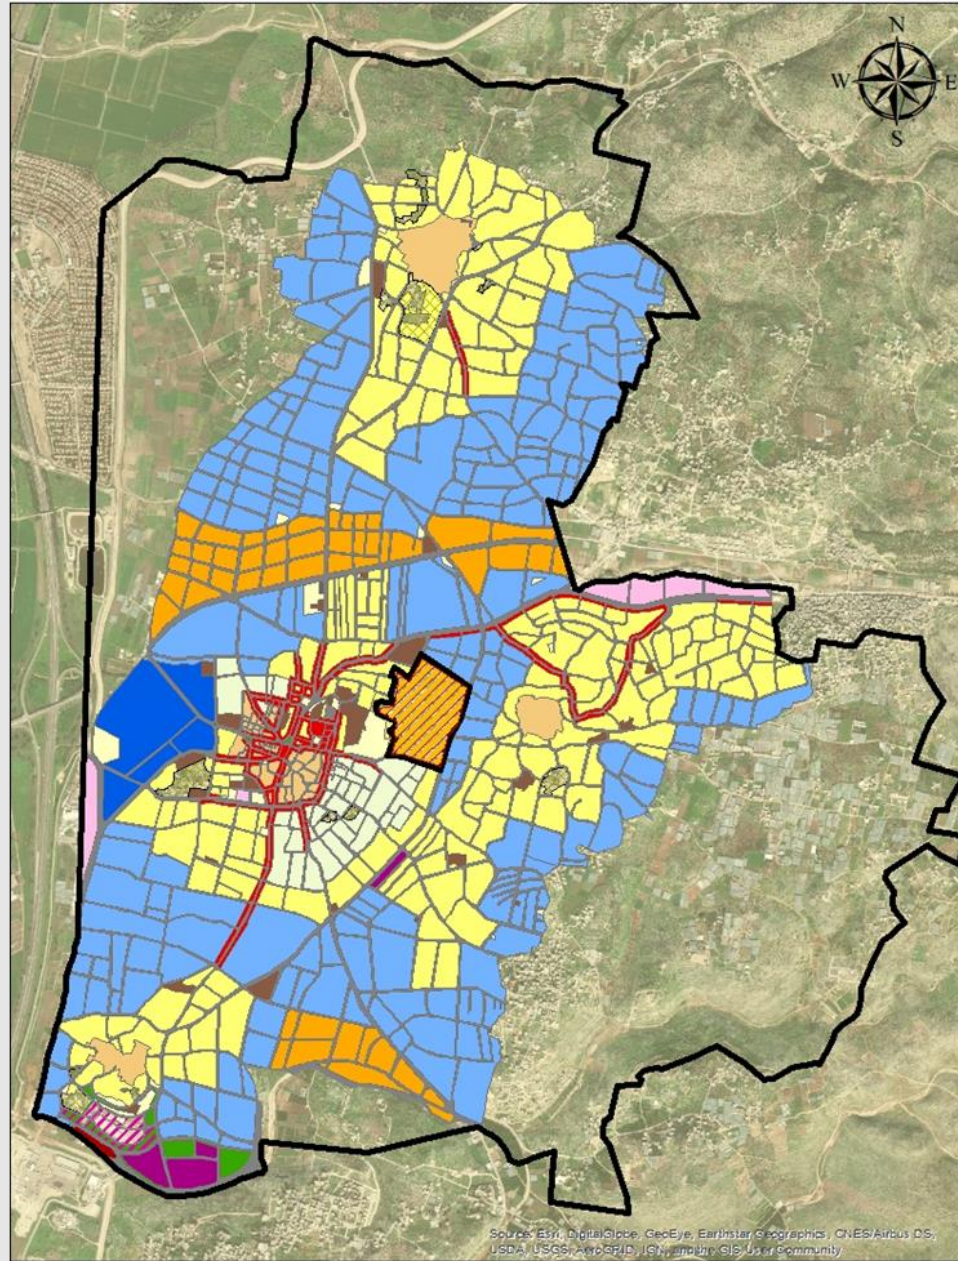 N
W E
S
Source: Esri, DigitalGlobe, GeoEye, Earthstar Geographics, CNES/Airbus DS,
USDA, USGS, AeroGRID, IGN, and the GIS User Community